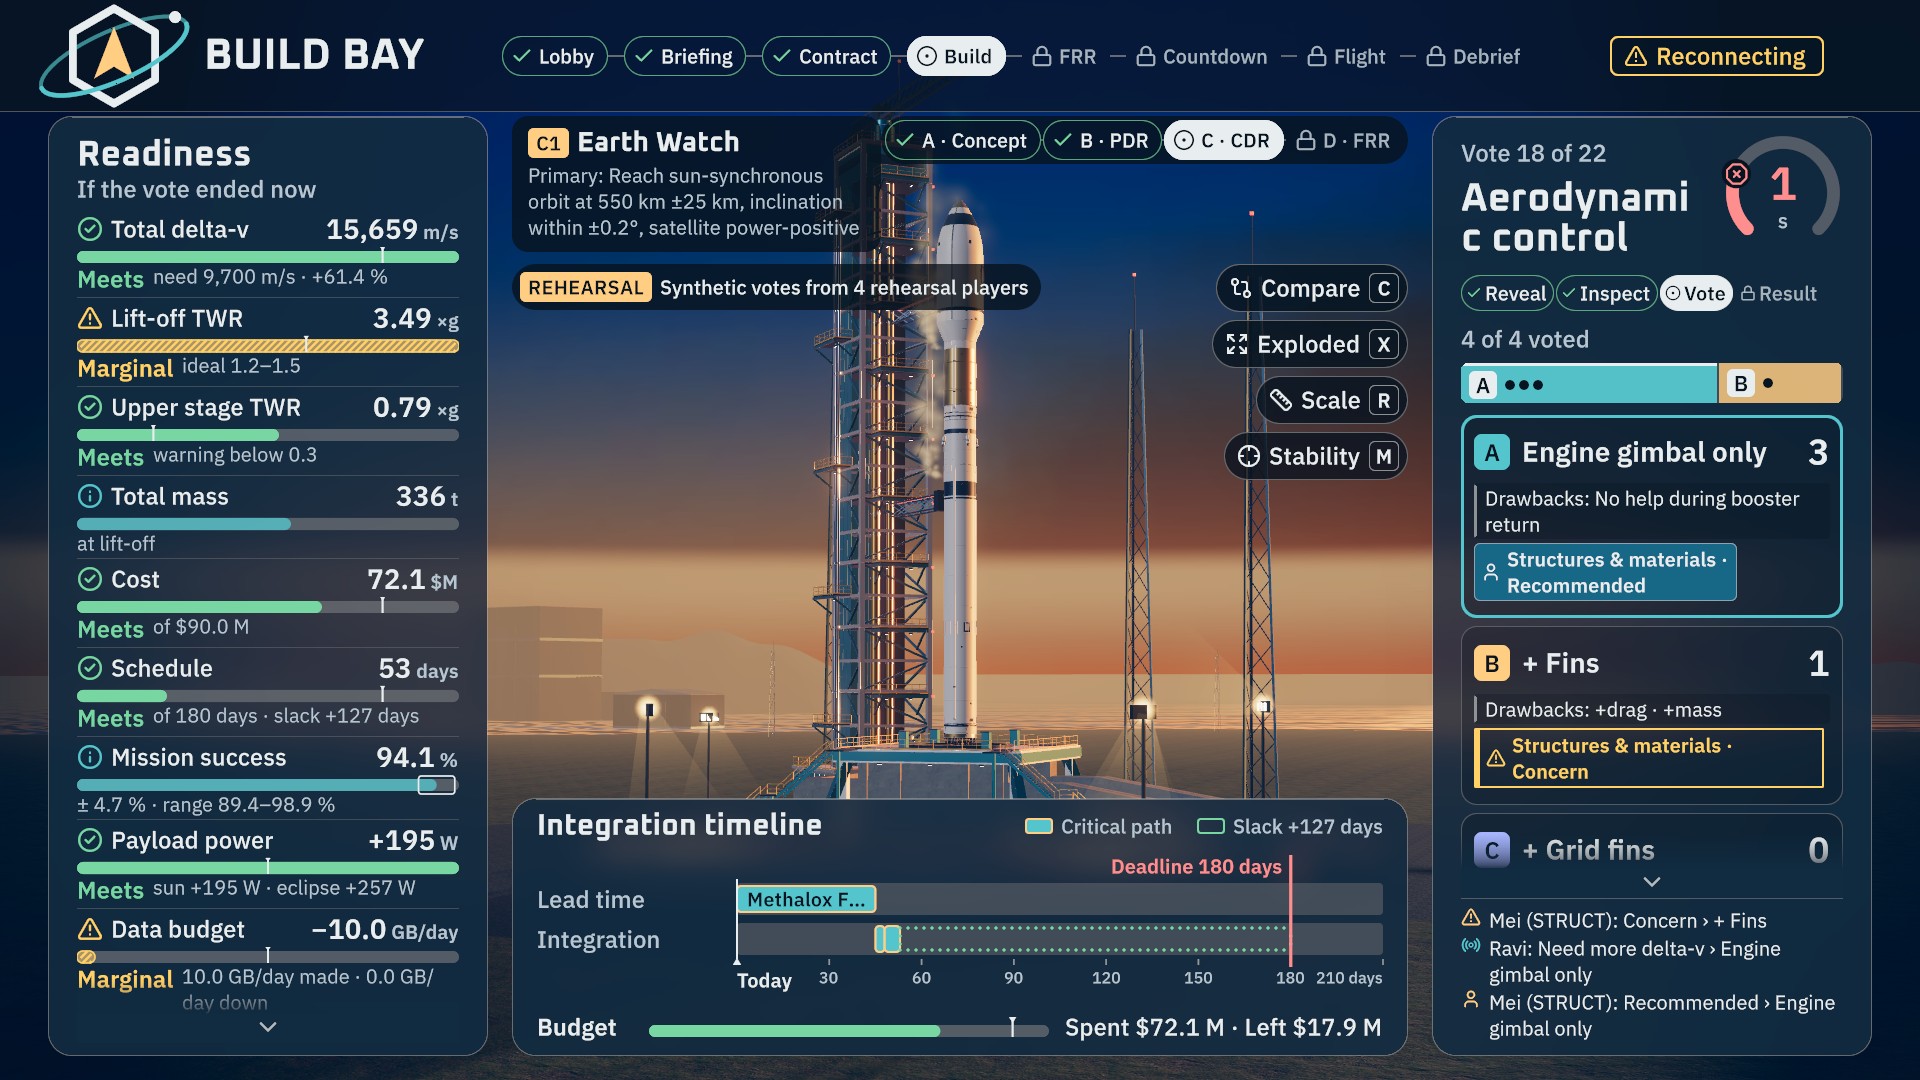 BUILD BAY
Lobby
Briefing
Contract
Build
FRR
Countdown
Flight
Debrief
Reconnecting
Readiness
If the vote ended now
Total delta-v 15,659 m/s
Meets need 9,700 m/s · +61.4 %
Lift-off TWR 3.49 ×g
Marginal ideal 1.2–1.5
Upper stage TWR 0.79 ×g
Meets warning below 0.3
Total mass 336 t
at lift-off
Cost 72.1 $M
Meets of $90.0 M
Schedule 53 days
Meets of 180 days · slack +127 days
Mission success 94.1 %
± 4.7 % · range 89.4–98.9 %
Payload power +195 W
Meets sun +195 W · eclipse +257 W
Data budget −10.0 GB/day
Marginal 10.0 GB/day made · 0.0 GB/
day down
C1 Earth Watch
Primary: Reach sun-synchronous
orbit at 550 km ±25 km, inclination
within ±0.2°, satellite power-positive
A · Concept
B · PDR
C · CDR
D · FRR
REHEARSAL Synthetic votes from 4 rehearsal players
Compare C
Exploded X
Scale R
Stability M
Integration timeline
Critical path
Slack +127 days
Deadline 180 days
Lead time
Methalox F...
Integration
Today 30 60 90 120 150 180 210 days
Budget
Spent $72.1 M · Left $17.9 M
Vote 18 of 22
Aerodynami
c control
1
s
Reveal
Inspect
Vote
Result
4 of 4 voted
A
B
A Engine gimbal only 3
Drawbacks: No help during booster
return
Structures & materials ·
Recommended
B + Fins 1
Drawbacks: +drag · +mass
Structures & materials ·
Concern
C + Grid fins 0
Mei (STRUCT): Concern › + Fins
Ravi: Need more delta-v › Engine
gimbal only
Mei (STRUCT): Recommended › Engine
gimbal only